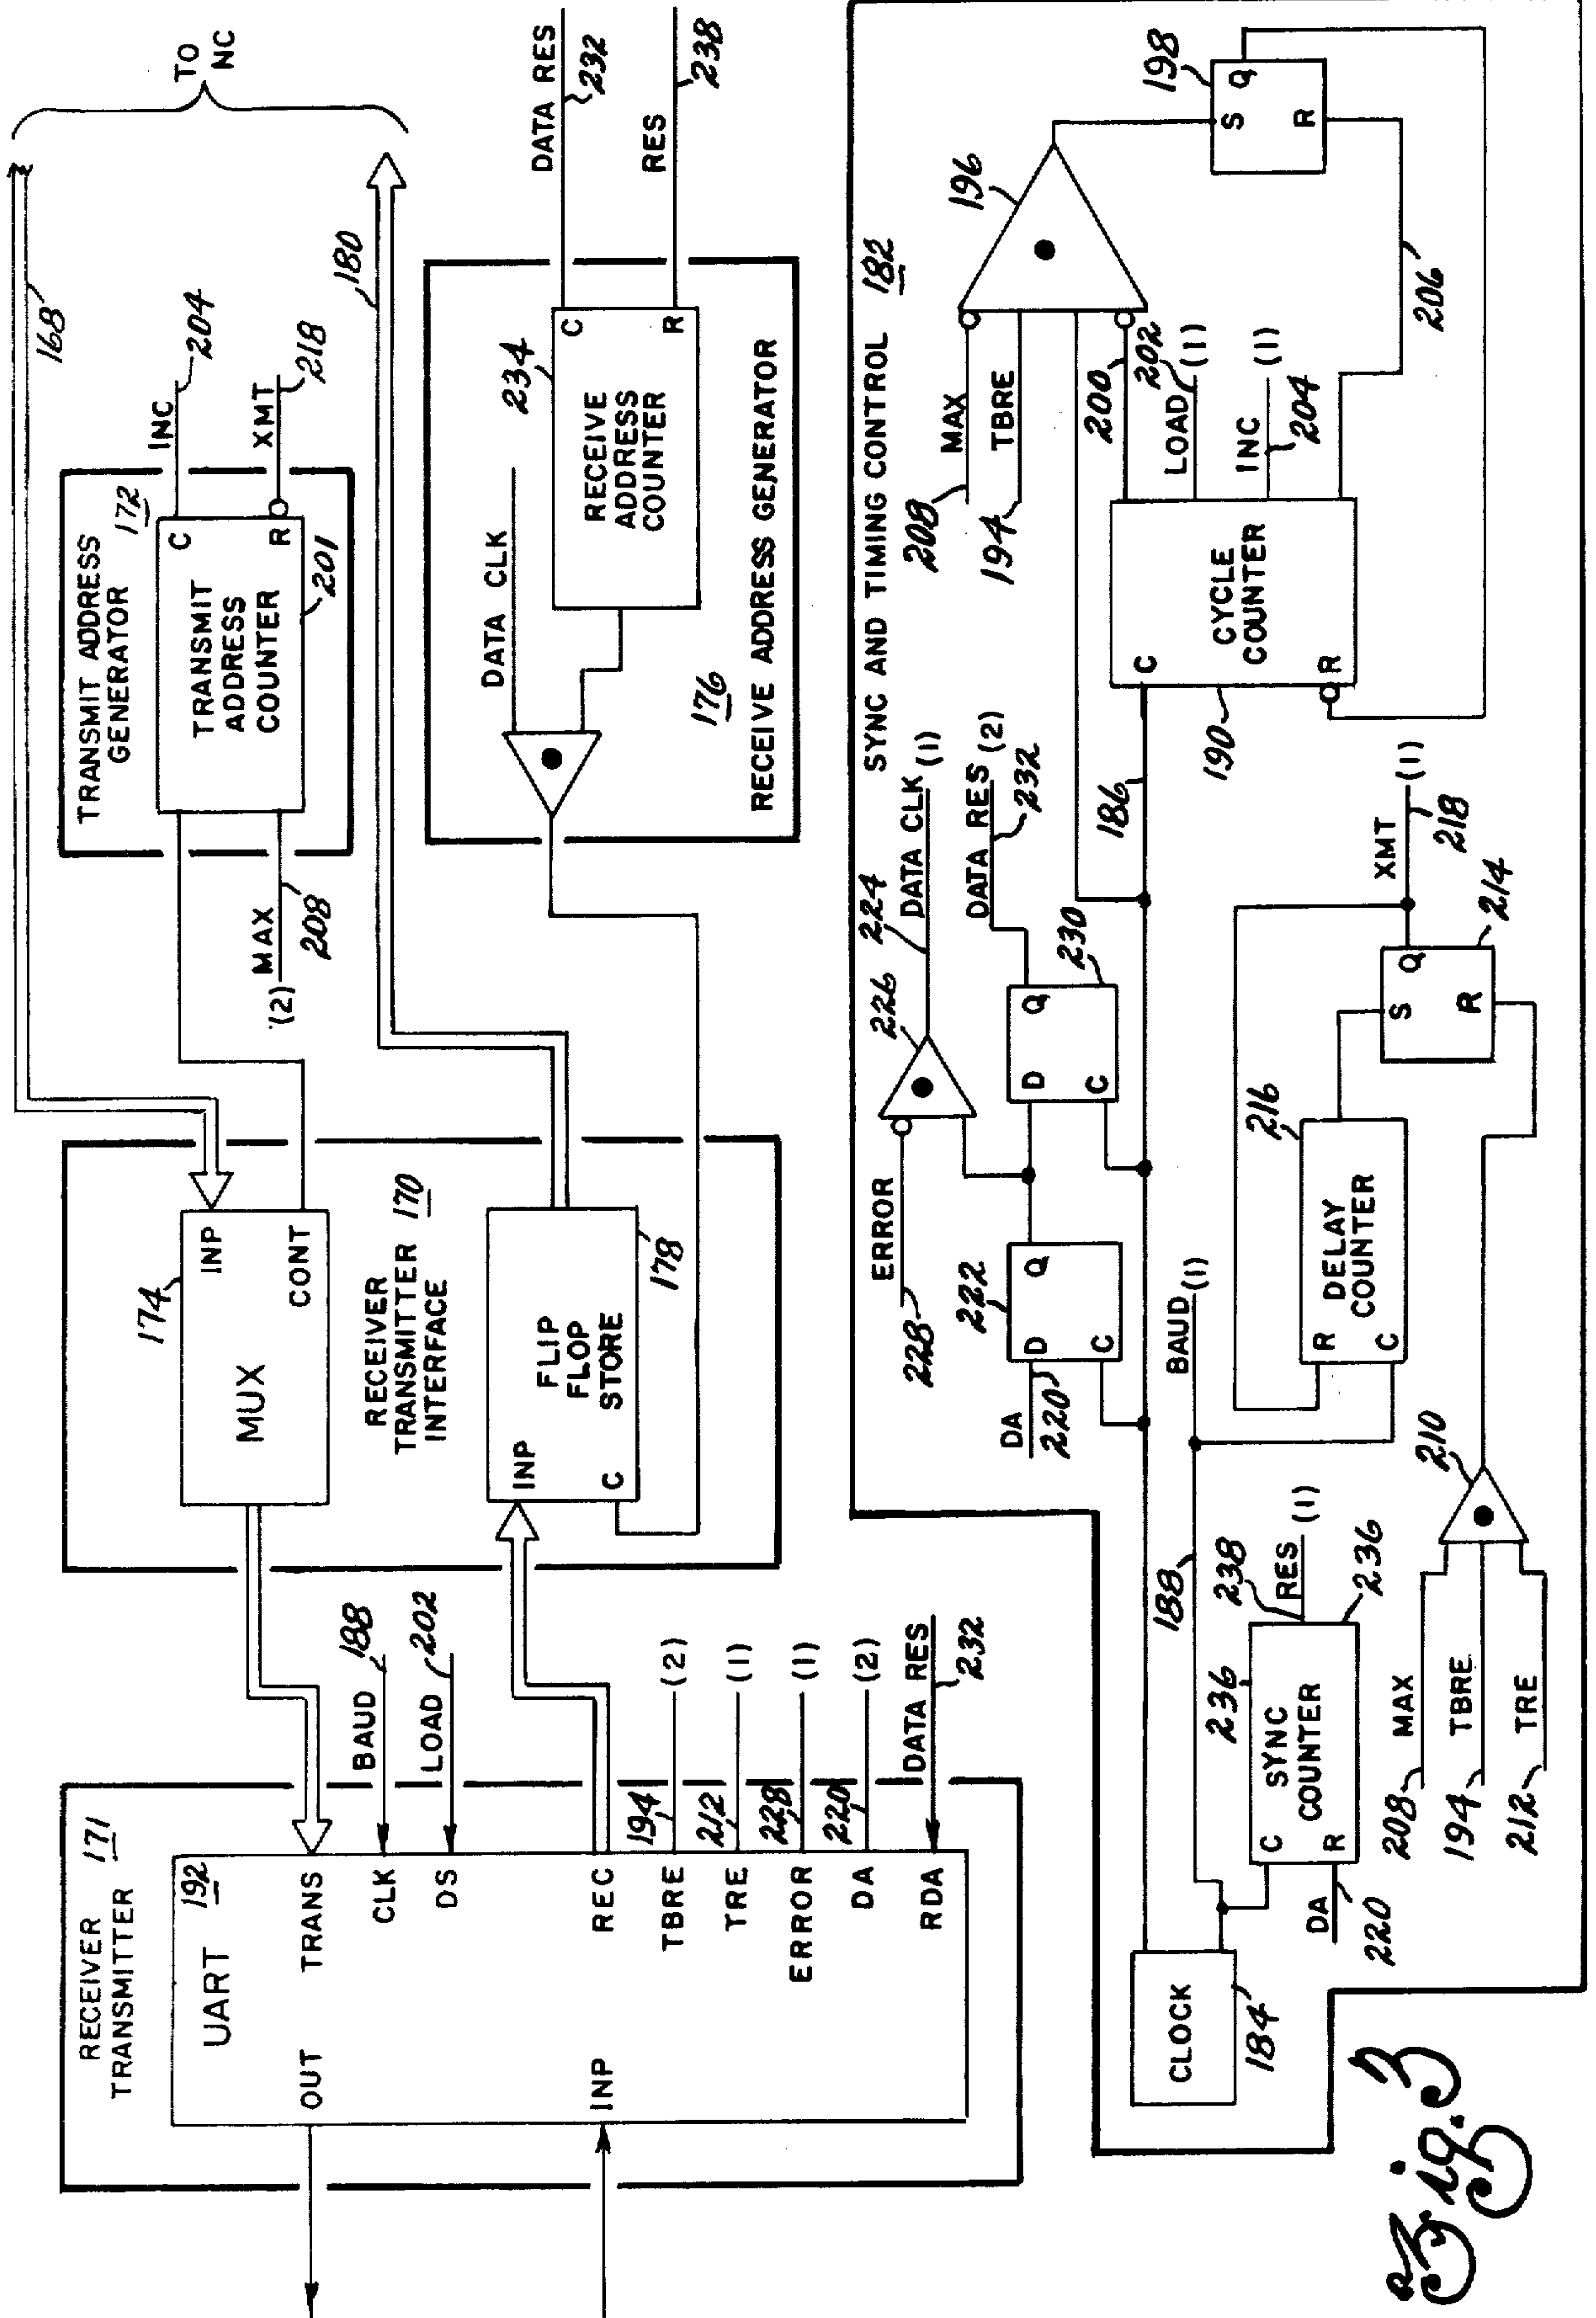 168
TO
NC
180
TRANSMIT ADDRESS
GENERATOR
172
TRANSMIT
ADDRESS
COUNTER
C
R
201
INC
204
XMT
218
MAX
208
(2)
RECEIVER
TRANSMITTER
INTERFACE
170
174
MUX
INP
CONT
INP
FLIP
FLOP
STORE
C
178
RECEIVER
TRANSMITTER
171
UART
192
OUT
INP
TRANS
CLK
DS
REC
TBRE
TRE
ERROR
DA
RDA
BAUD
188
LOAD
202
194
(2)
212
(1)
228
(1)
220
(2)
DATA RES
232
DATA CLK
234
RECEIVE
ADDRESS
COUNTER
C
R
176
RECEIVE ADDRESS GENERATOR
DATA RES
232
RES
238
SYNC AND TIMING CONTROL
182
ERROR
228
226
224
DATA CLK
(1)
DATA RES
(2)
232
DA
220
222
D
Q
C
D
Q
C
230
186
MAX
208
TBRE
194
196
200
202
LOAD
(1)
INC
(1)
204
206
S
Q
R
198
C
CYCLE
COUNTER
R
190
CLOCK
184
188
BAUD
(1)
236
SYNC
COUNTER
C
R
DA
220
238
RES
(1)
236
MAX
208
TBRE
194
TRE
212
210
216
DELAY
COUNTER
R
C
S
Q
R
214
XMT
(1)
218
Fig. 3